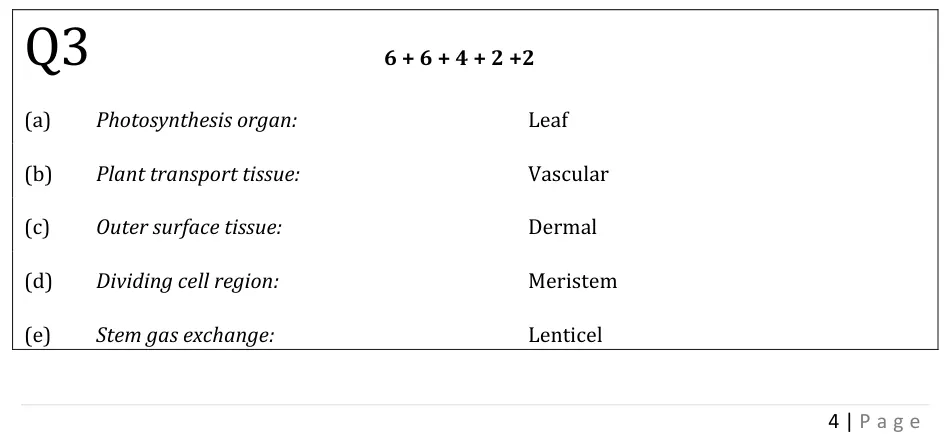 Q3 6 + 6 + 4 + 2 +2
(a) Photosynthesis organ: Leaf
(b) Plant transport tissue: Vascular
(c) Outer surface tissue: Dermal
(d) Dividing cell region: Meristem
(e) Stem gas exchange: Lenticel
4 | Page